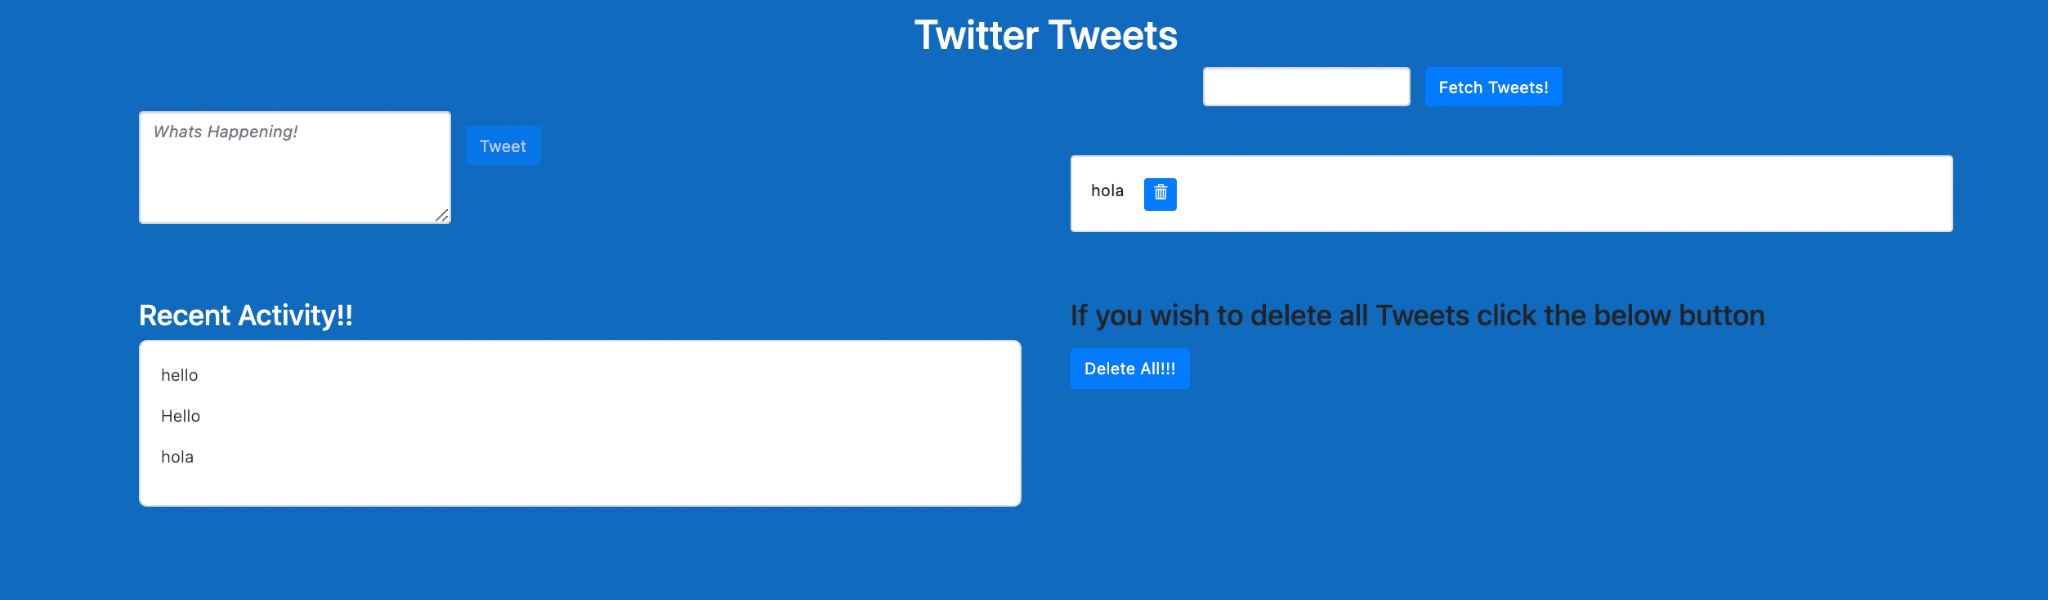 Twitter Tweets
Fetch Tweets!
Whats Happening!
Tweet
hola
Recent Activity!!
hello
Hello
hola
If you wish to delete all Tweets click the below button
Delete All!!!